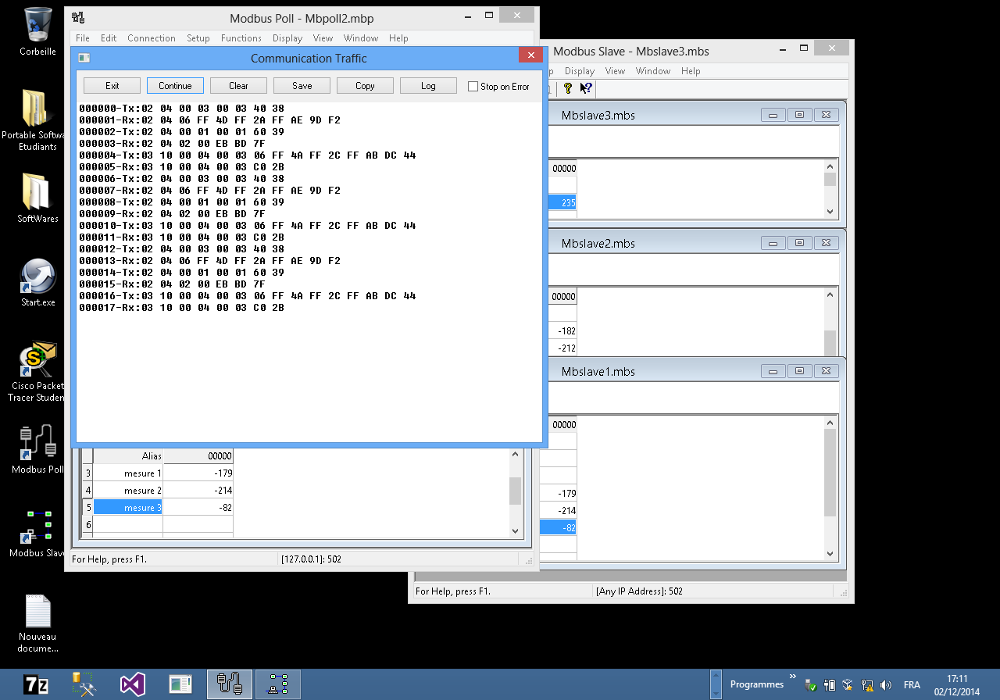 Corbeille
Portable Softwa
Etudiants
SoftWares
Start.exe
Cisco Packet
Tracer Studen
Modbus Poll
Modbus Slave
Nouveau
docume...
Modbus Poll - Mbpoll2.mbp
File Edit Connection Setup Functions Display View Window Help
Communication Traffic
Exit Continue Clear Save Copy Log Stop on Error
000000-Tx:02 04 00 03 00 03 40 38
000001-Rx:02 04 06 FF 4D FF 2A FF AE 9D F2
000002-Tx:02 04 00 01 00 01 60 39
000003-Rx:02 04 02 00 EB BD 7F
000004-Tx:03 10 00 04 00 03 06 FF 4A FF 2C FF AB DC 44
000005-Rx:03 10 00 04 00 03 C0 2B
000006-Tx:02 04 00 03 00 03 40 38
000007-Rx:02 04 06 FF 4D FF 2A FF AE 9D F2
000008-Tx:02 04 00 01 00 01 60 39
000009-Rx:02 04 02 00 EB BD 7F
000010-Tx:03 10 00 04 00 03 06 FF 4A FF 2C FF AB DC 44
000011-Rx:03 10 00 04 00 03 C0 2B
000012-Tx:02 04 00 03 00 03 40 38
000013-Rx:02 04 06 FF 4D FF 2A FF AE 9D F2
000014-Tx:02 04 00 01 00 01 60 39
000015-Rx:02 04 02 00 EB BD 7F
000016-Tx:03 10 00 04 00 03 06 FF 4A FF 2C FF AB DC 44
000017-Rx:03 10 00 04 00 03 C0 2B
Alias 00000
3 mesure 1 -179
4 mesure 2 -214
5 mesure 3 -82
6
For Help, press F1. [127.0.0.1]: 502
Modbus Slave - Mbslave3.mbs
Display View Window Help
Mbslave3.mbs
00000
235
Mbslave2.mbs
00000
-182
-212
Mbslave1.mbs
00000
-179
-214
-82
For Help, press F1. [Any IP Address]: 502
7z
Programmes
FRA
17:11
02/12/2014